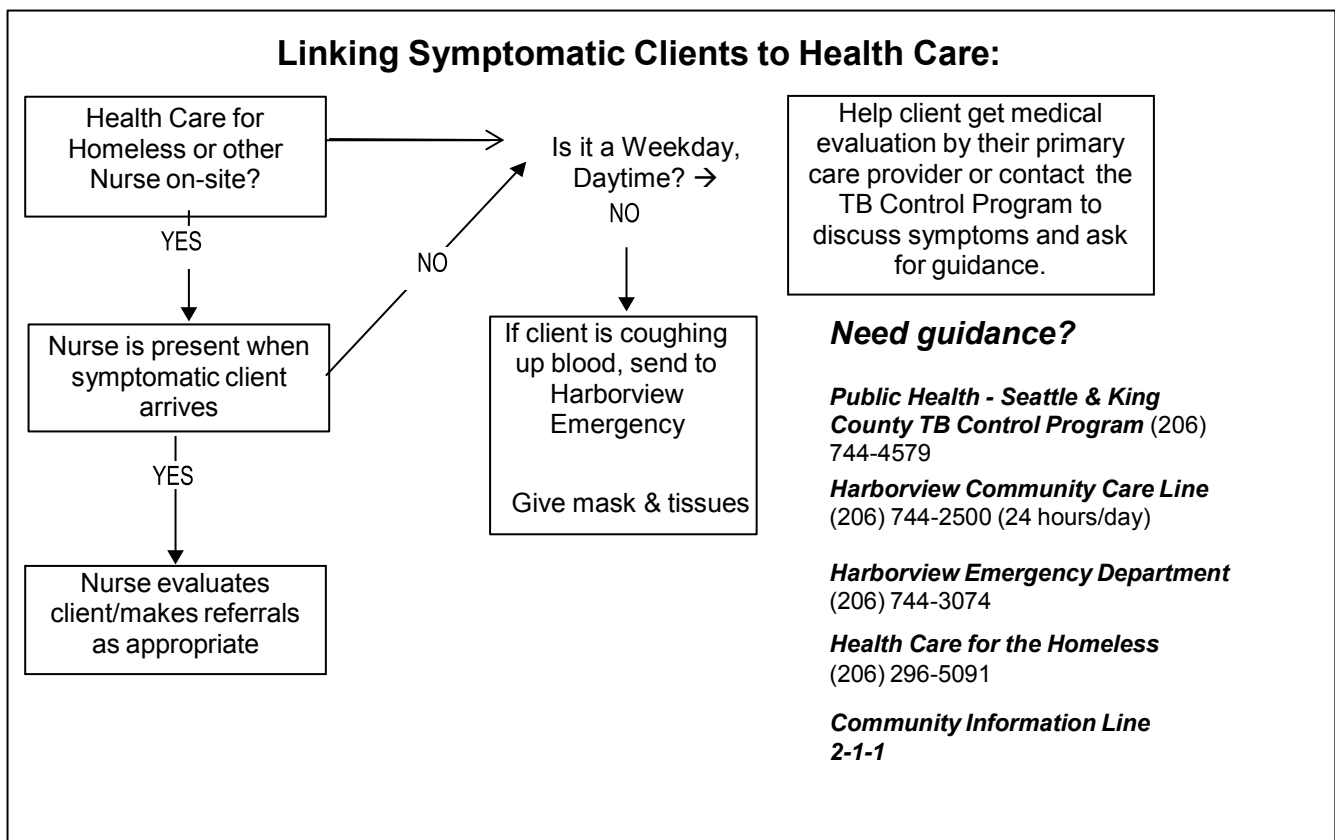 Linking Symptomatic Clients to Health Care:
Health Care for
Homeless or other
Nurse on-site?
YES
Nurse is present when
symptomatic client
arrives
YES
Nurse evaluates
client/makes referrals
as appropriate
NO
Is it a Weekday,
Daytime? →
NO
If client is coughing
up blood, send to
Harborview
Emergency
Give mask & tissues
Help client get medical
evaluation by their primary
care provider or contact the
TB Control Program to
discuss symptoms and ask
for guidance.
Need guidance?
Public Health - Seattle & King
County TB Control Program (206)
744-4579
Harborview Community Care Line
(206) 744-2500 (24 hours/day)
Harborview Emergency Department
(206) 744-3074
Health Care for the Homeless
(206) 296-5091
Community Information Line
2-1-1